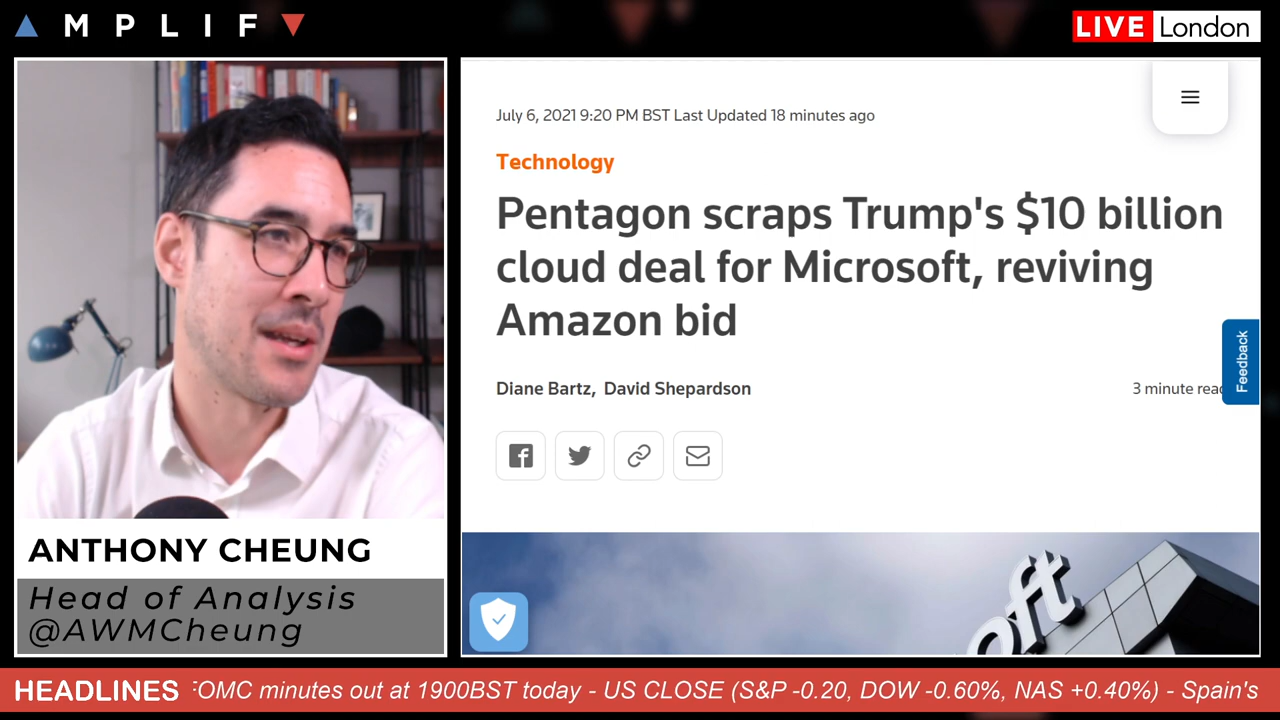 MPLIF
LIVE London
July 6, 2021 9:20 PM BST Last Updated 18 minutes ago
Technology
Pentagon scraps Trump's $10 billion
cloud deal for Microsoft, reviving
Amazon bid
Diane Bartz, David Shepardson
3 minute read
Feedback
oft
ANTHONY CHEUNG
Head of Analysis
@AWMCheung
HEADLINES FOMC minutes out at 1900BST today - US CLOSE (S&P -0.20, DOW -0.60%, NAS +0.40%) - Spain's